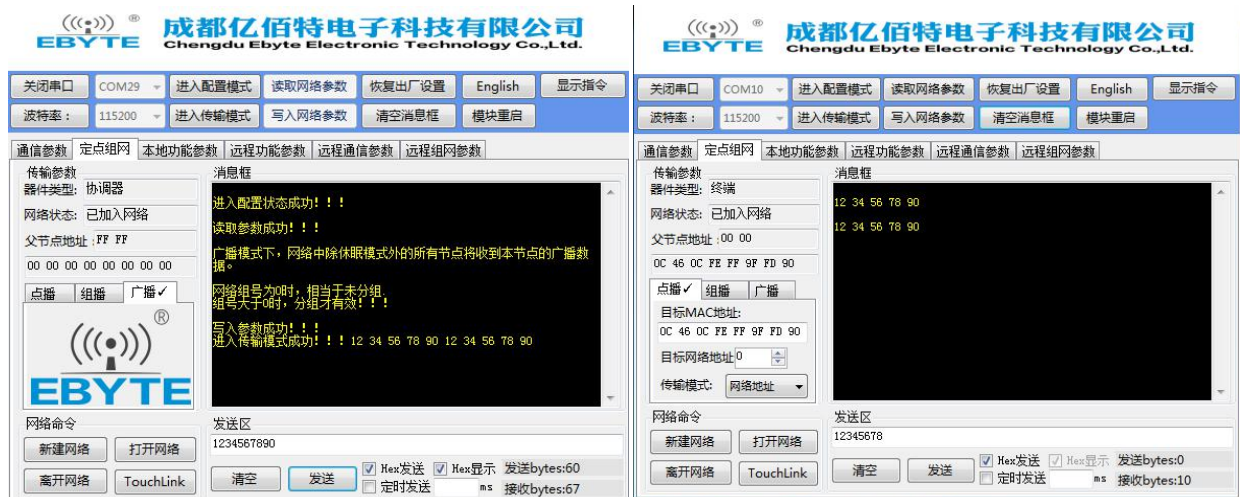 ((•)) ®
EBYTE
成都亿佰特电子科技有限公司
Chengdu Ebyte Electronic Technology Co.,Ltd.
关闭串口 COM29 进入配置模式 读取网络参数 恢复出厂设置 English 显示指令
波特率： 115200 进入传输模式 写入网络参数 清空消息框 模块重启
通信参数 定点组网 本地功能参数 远程功能参数 远程通信参数 远程组网参数
传输参数
器件类型: 协调器
网络状态: 已加入网络
父节点地址:FF FF
00 00 00 00 00 00 00 00
点播 组播 广播✓
®
EBYTE
消息框
进入配置状态成功！！！
读取参数成功！！！
广播模式下，网络中除休眠模式外的所有节点将收到本节点的广播数
据。
网络组号为0时，相当于未分组.
组号大于0时，分组才有效！！！
写入参数成功！！！
进入传输模式成功！！！12 34 56 78 90 12 34 56 78 90
网络命令
新建网络 打开网络
离开网络 TouchLink
发送区
1234567890
清空 发送 Hex发送 Hex显示 发送bytes:60
定时发送 ms 接收bytes:67
EBYTE ®
成都亿佰特电子科技有限公司
Chengdu Ebyte Electronic Technology Co.,Ltd.
关闭串口 COM10 进入配置模式 读取网络参数 恢复出厂设置 English 显示指令
波特率： 115200 进入传输模式 写入网络参数 清空消息框 模块重启
通信参数 定点组网 本地功能参数 远程功能参数 远程通信参数 远程组网参数
传输参数
器件类型: 终端
网络状态: 已加入网络
父节点地址:00 00
0C 46 0C FE FF 9F FD 90
点播✓ 组播 广播
目标MAC地址:
0C 46 0C FE FF 9F FD 90
目标网络地址 0
传输模式: 网络地址
消息框
12 34 56 78 90
12 34 56 78 90
网络命令
新建网络 打开网络
离开网络 TouchLink
发送区
12345678
清空 发送 Hex发送 Hex显示 发送bytes:0
定时发送 ms 接收bytes:10